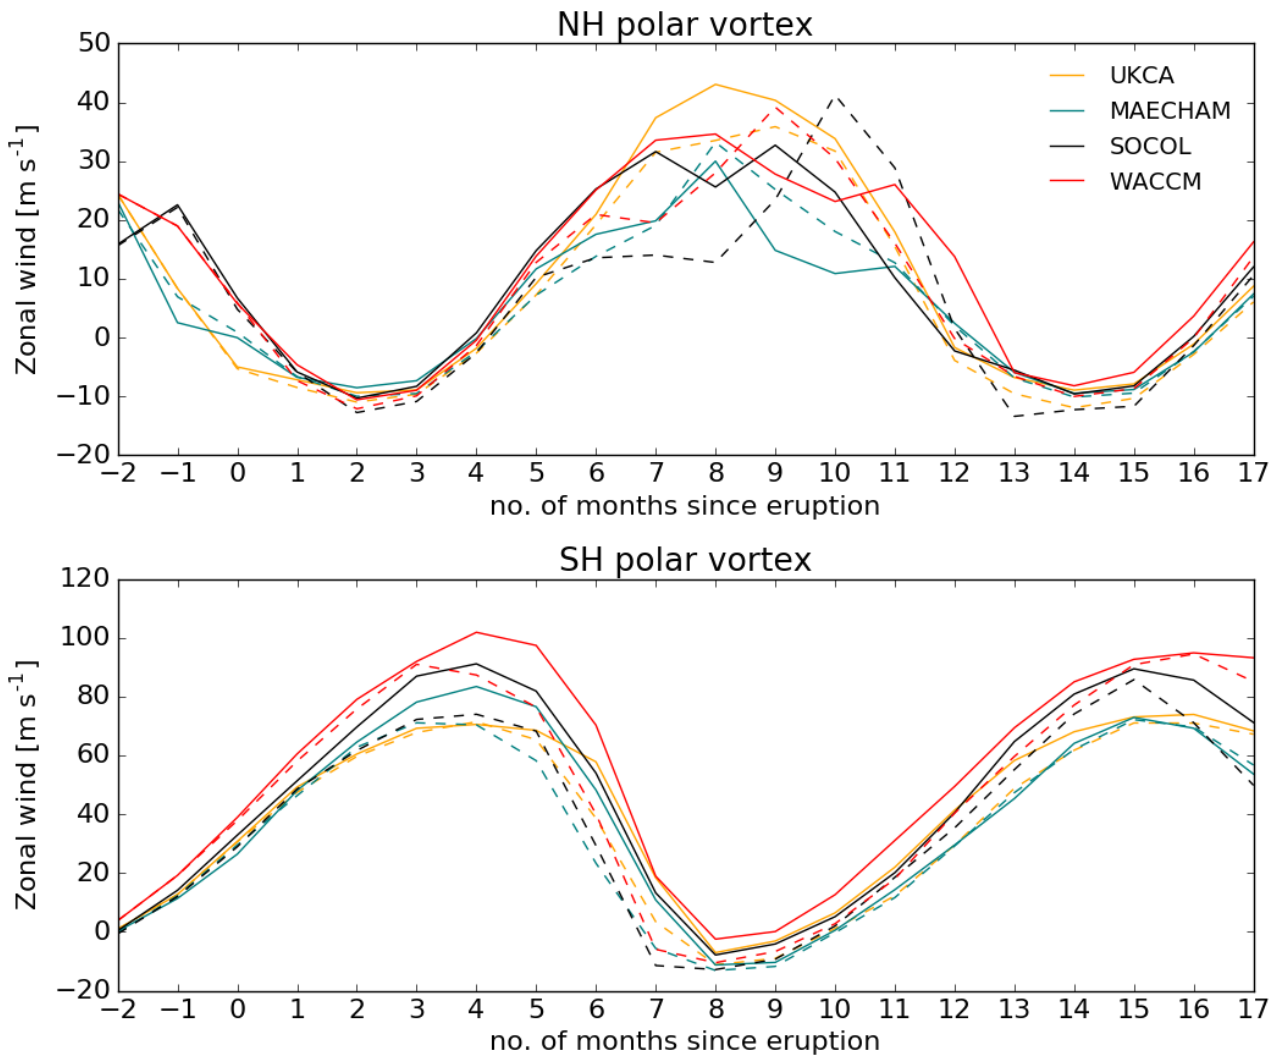 NH polar vortex
50
40
30
20
10
0
−10
−20
Zonal wind [m s⁻¹]
UKCA
MAECHAM
SOCOL
WACCM
−2 −1 0 1 2 3 4 5 6 7 8 9 10 11 12 13 14 15 16 17
no. of months since eruption
SH polar vortex
120
100
80
60
40
20
0
−20
Zonal wind [m s⁻¹]
−2 −1 0 1 2 3 4 5 6 7 8 9 10 11 12 13 14 15 16 17
no. of months since eruption